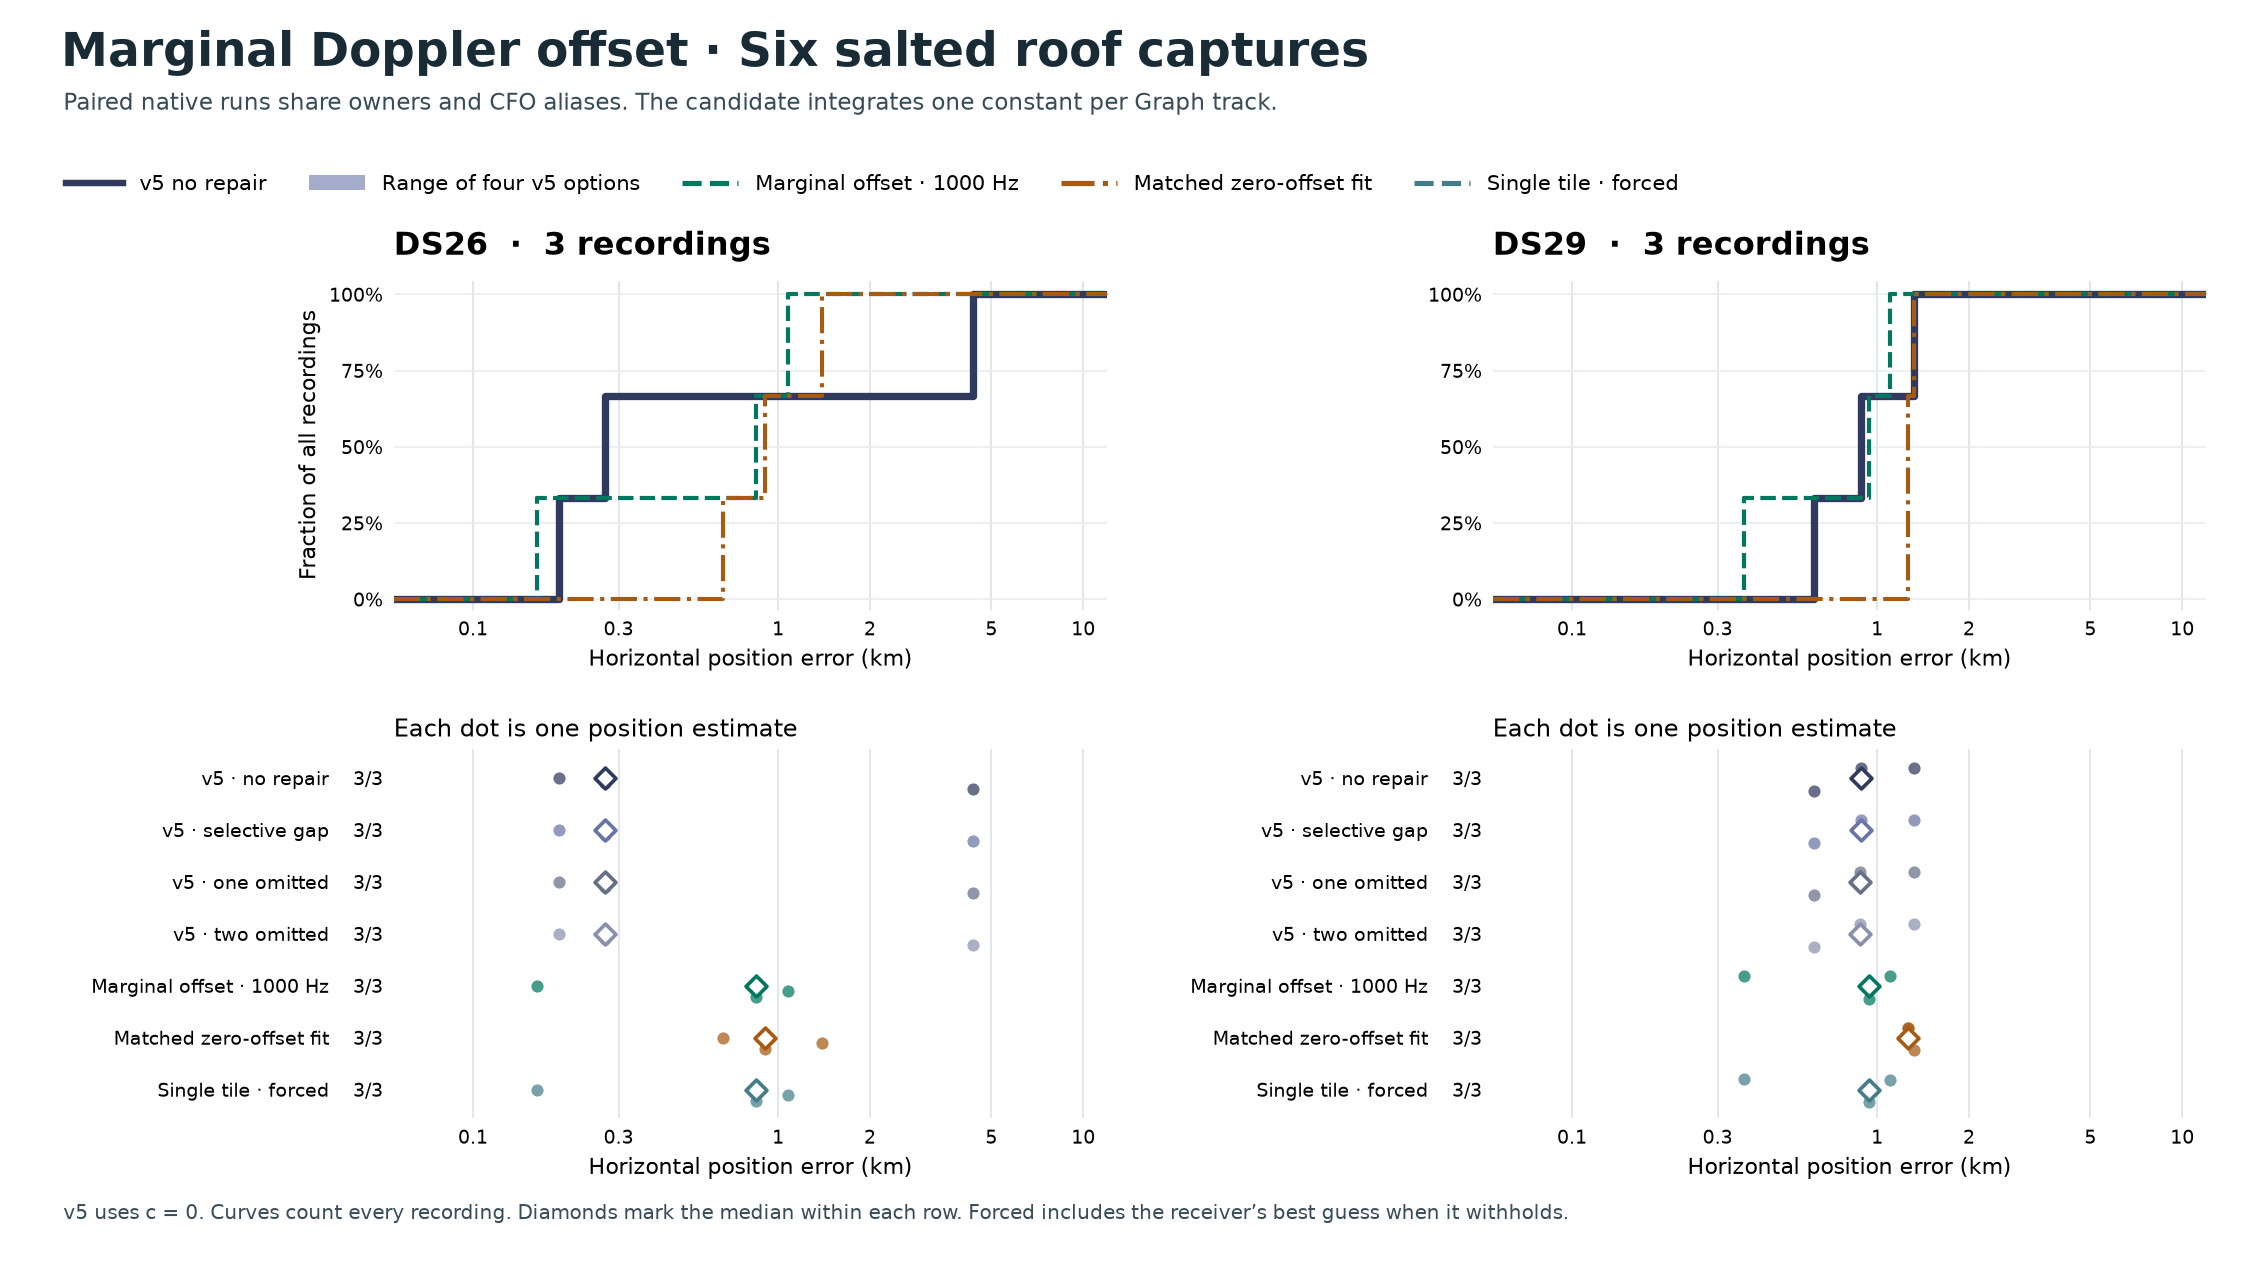 Marginal Doppler offset · Six salted roof captures
Paired native runs share owners and CFO aliases. The candidate integrates one constant per Graph track.
v5 no repair
Range of four v5 options
Marginal offset · 1000 Hz
Matched zero-offset fit
Single tile · forced
DS26 · 3 recordings
Fraction of all recordings
100%
75%
50%
25%
0%
0.1 0.3 1 2 5 10
Horizontal position error (km)
DS29 · 3 recordings
100%
75%
50%
25%
0%
0.1 0.3 1 2 5 10
Horizontal position error (km)
Each dot is one position estimate
v5 · no repair 3/3
v5 · selective gap 3/3
v5 · one omitted 3/3
v5 · two omitted 3/3
Marginal offset · 1000 Hz 3/3
Matched zero-offset fit 3/3
Single tile · forced 3/3
0.1 0.3 1 2 5 10
Horizontal position error (km)
Each dot is one position estimate
v5 · no repair 3/3
v5 · selective gap 3/3
v5 · one omitted 3/3
v5 · two omitted 3/3
Marginal offset · 1000 Hz 3/3
Matched zero-offset fit 3/3
Single tile · forced 3/3
0.1 0.3 1 2 5 10
Horizontal position error (km)
v5 uses c = 0. Curves count every recording. Diamonds mark the median within each row. Forced includes the receiver’s best guess when it withholds.